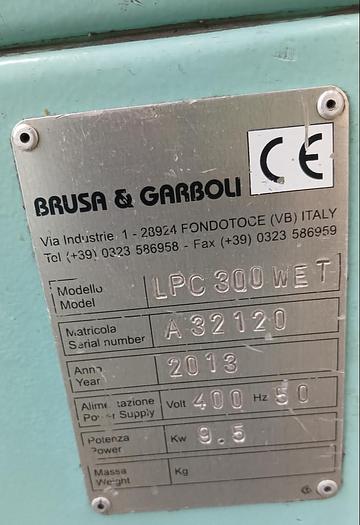 CE
BRUSA & GARBOLI
Via Industrie 1 - 28924 FONDOTOCE (VB) ITALY
Tel (+39) 0323 586958 - Fax (+39) 0323 586959
Modello LPC 300 WET
Model
Matricola A 32120
Serial number
Anno 2013
Year
Alimentazione Volt 400 Hz 50
Power Supply
Potenza Kw 9.5
Power
Massa Kg
Weight